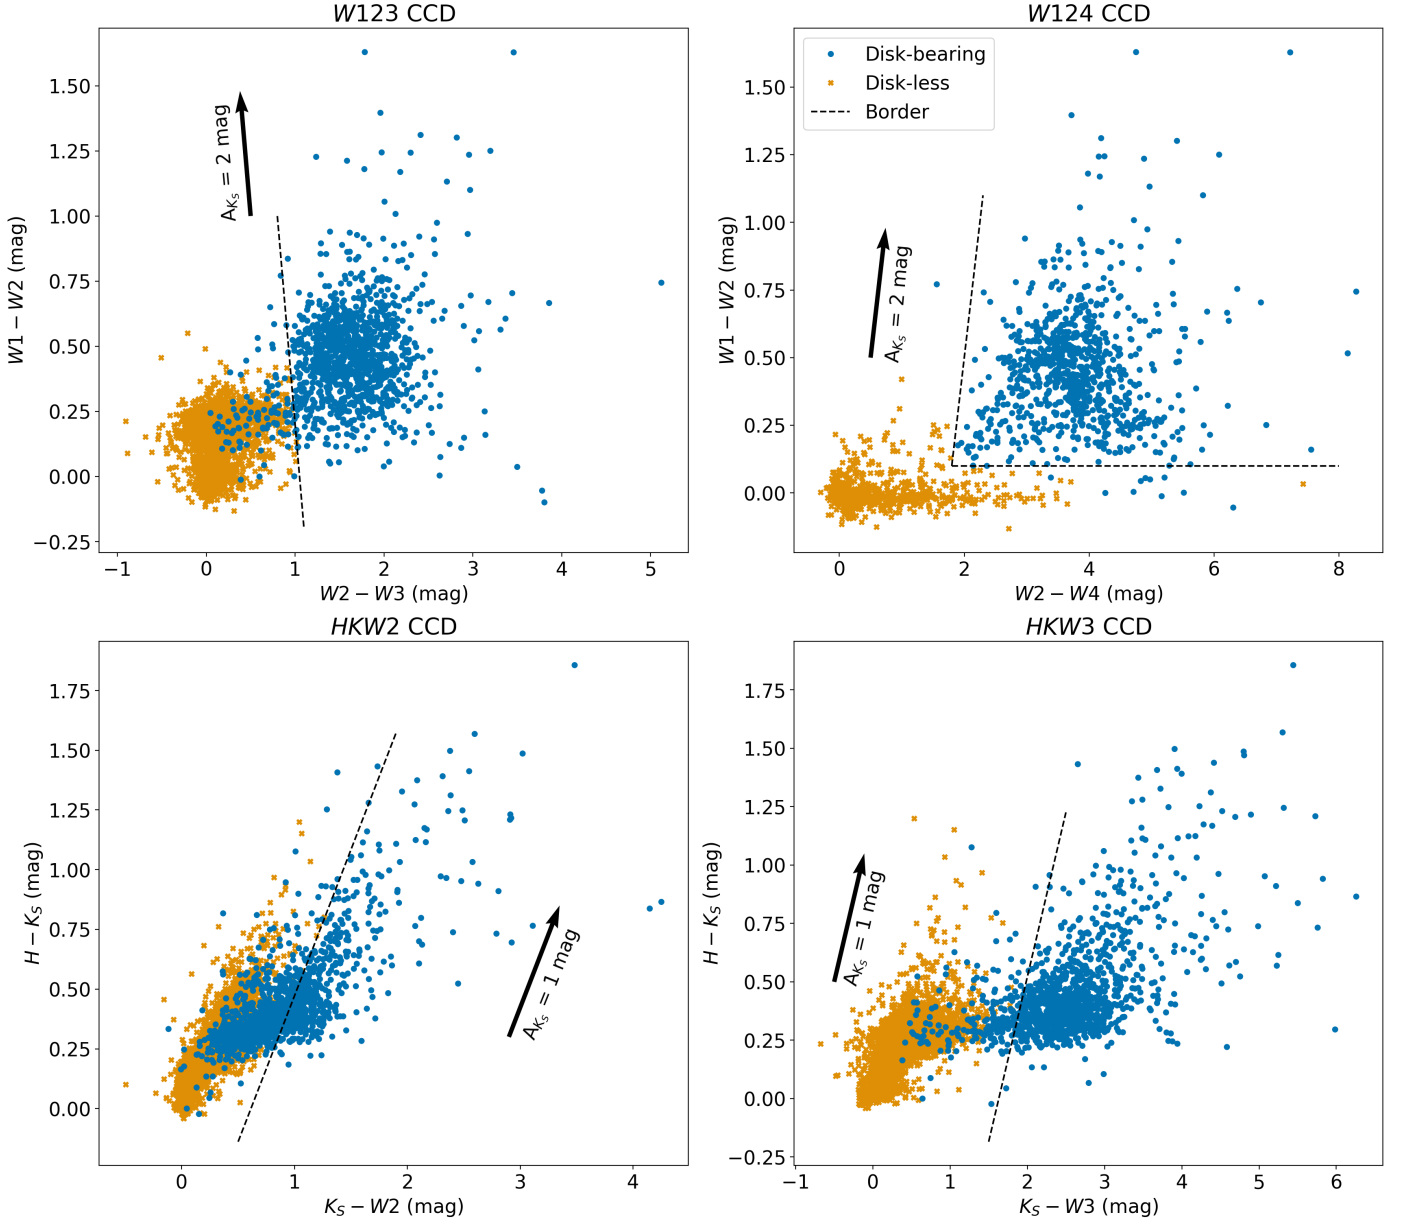 W123 CCD
W1 − W2 (mag)
1.50
1.25
1.00
0.75
0.50
0.25
0.00
−0.25
A_{K_S} = 2 mag
−1 0 1 2 3 4 5
W2 − W3 (mag)
W124 CCD
Disk-bearing
Disk-less
Border
W1 − W2 (mag)
1.50
1.25
1.00
0.75
0.50
0.25
0.00
A_{K_S} = 2 mag
0 2 4 6 8
W2 − W4 (mag)
HKW2 CCD
H − K_S (mag)
1.75
1.50
1.25
1.00
0.75
0.50
0.25
0.00
A_{K_S} = 1 mag
0 1 2 3 4
K_S − W2 (mag)
HKW3 CCD
H − K_S (mag)
1.75
1.50
1.25
1.00
0.75
0.50
0.25
0.00
−0.25
A_{K_S} = 1 mag
−1 0 1 2 3 4 5 6
K_S − W3 (mag)